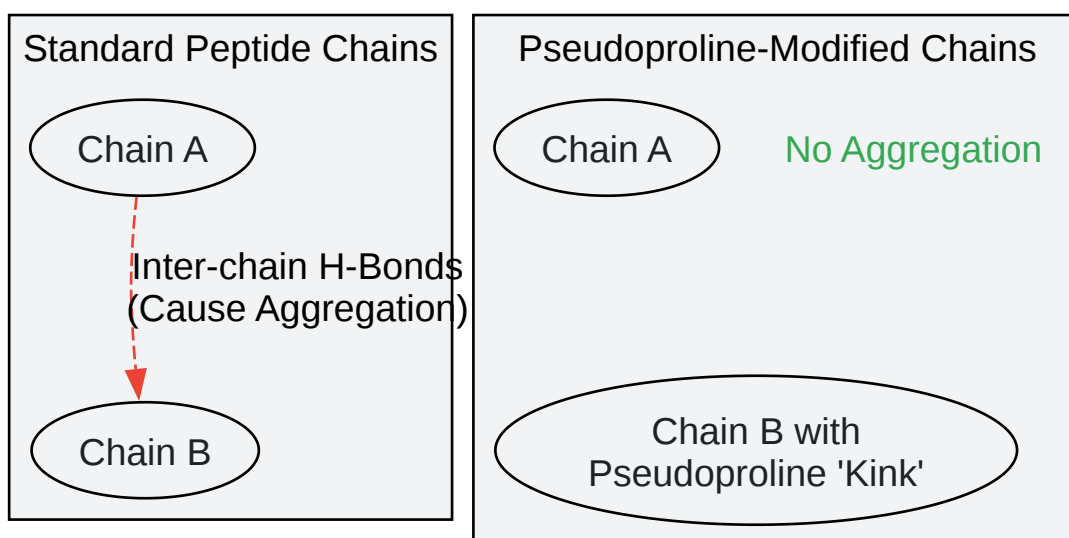 Standard Peptide Chains
Chain A
Inter-chain H-Bonds
(Cause Aggregation)
Chain B
Pseudoproline-Modified Chains
Chain A
No Aggregation
Chain B with
Pseudoproline 'Kink'